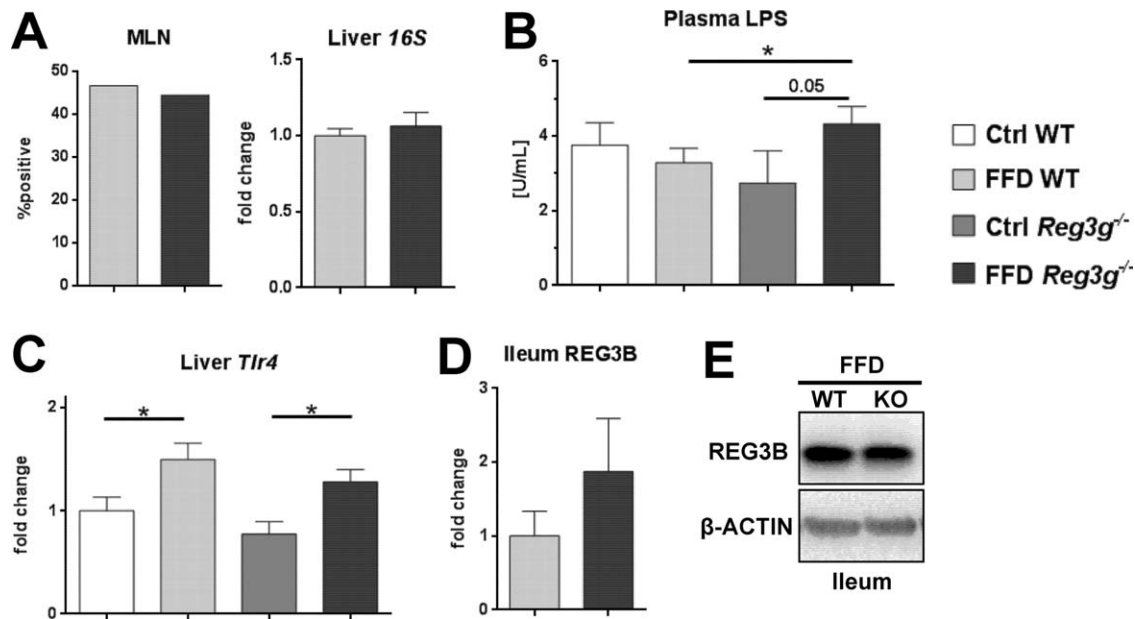 A
MLN
%positive
50
40
30
20
10
0
Liver 16S
fold change
1.5
1.0
0.5
0.0
B
Plasma LPS
[U/mL]
6
4
2
0
*
0.05
Ctrl WT
FFD WT
Ctrl Reg3g-/-
FFD Reg3g-/-
C
Liver Tlr4
fold change
2
1
0
*
*
D
Ileum REG3B
fold change
3
2
1
0
E
FFD
WT KO
REG3B
β-ACTIN
Ileum